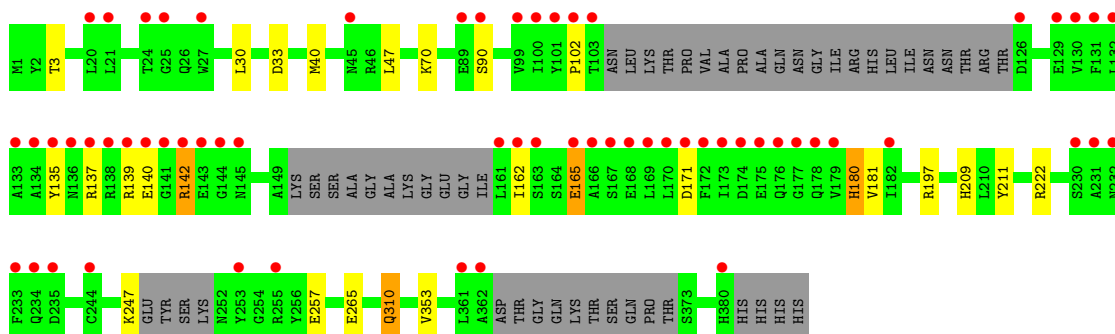 M1 Y2 T3 L20 L21 T24 G25 Q26 W27 L30 D33 M40 N45 R46 L47 K70 E89 S90 V99 I100 Y101 P102 T103 ASN LEU LYS THR PRO VAL ALA PRO ALA GLN ASN GLY ILE ARG HIS LEU ILE ASN ASN THR ARG THR D126 E129 V130 F131 L132
A133 A134 Y135 N136 R137 R138 R139 E140 G141 R142 E143 G144 N145 A149 LYS SER SER ALA GLY ALA LYS GLY GLU GLY ILE L161 I162 S163 S164 E165 A166 S167 E168 L169 L170 D171 F172 I173 D174 E175 Q176 G177 Q178 V179 H180 V181 I182 R197 H209 L210 Y211 R222 S230 A231 N232
F233 Q234 D235 C244 K247 GLU TYR SER LYS N252 Y253 G254 R255 Y256 E257 E265 Q310 V353 L361 A362 ASP THR GLY GLN LYS THR SER GLN PRO THR S373 H380 HIS HIS HIS HIS